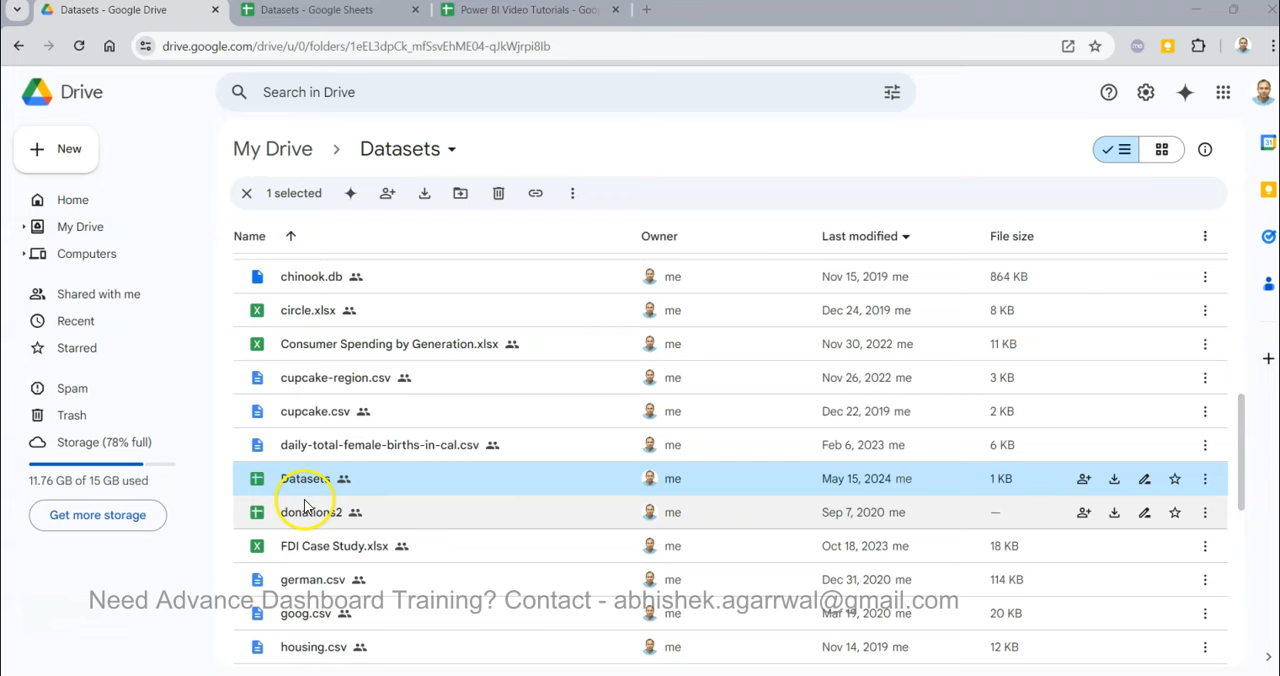 Datasets - Google Drive
Datasets - Google Sheets
Power BI Video Tutorials - Goo
drive.google.com/drive/u/0/folders/1eEL3dpCk_mfSsvEhME04-qJkWjrpi8Ib
Drive
Search in Drive
New
My Drive > Datasets
1 selected
Home
My Drive
Computers
Shared with me
Recent
Starred
Spam
Trash
Storage (78% full)
11.76 GB of 15 GB used
Get more storage
Name Owner Last modified File size
chinook.db me Nov 15, 2019 me 864 KB
circle.xlsx me Dec 24, 2019 me 8 KB
Consumer Spending by Generation.xlsx me Nov 30, 2022 me 11 KB
cupcake-region.csv me Nov 26, 2022 me 3 KB
cupcake.csv me Dec 22, 2019 me 2 KB
daily-total-female-births-in-cal.csv me Feb 6, 2023 me 6 KB
Datasets me May 15, 2024 me 1 KB
donations2 me Sep 7, 2020 me —
FDI Case Study.xlsx me Oct 18, 2023 me 18 KB
german.csv me Dec 31, 2020 me 114 KB
goog.csv me Mar 19, 2020 me 20 KB
housing.csv me Nov 14, 2019 me 12 KB
Need Advance Dashboard Training? Contact - abhishek.agarrwal@gmail.com
31